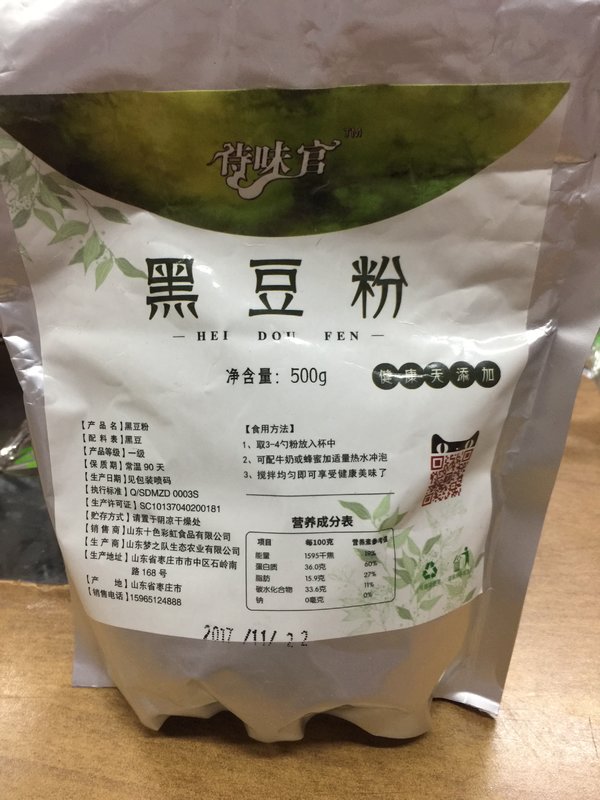 待味官™
黑豆粉
— HEI DOU FEN —
净含量：500g
健康无添加
【产 品 名】黑豆粉
【配 料 表】黑豆
【产品等级】一级
【保 质 期】常温 90 天
【生产日期】见包装喷码
【执行标准】Q/SDMZD 0003S
【生产许可证】SC10137040200181
【贮存方式】请置于阴凉干燥处
【销 售 商】山东十色彩虹食品有限公司
【生 产 商】山东梦之队生态农业有限公司
【生产地址】山东省枣庄市市中区石岭南
路 168 号
【产 地】山东省枣庄市
【销售电话】15965124888
【食用方法】
1、取3-4勺粉放入杯中
2、可配牛奶或蜂蜜加适量热水冲泡
3、搅拌均匀即可享受健康美味了
营养成分表
项目 每100克 营养素参考值
能量 1595千焦 19%
蛋白质 36.0克 60%
脂肪 15.9克 27%
碳水化合物 33.6克 11%
钠 0毫克 0%
2017/11/22